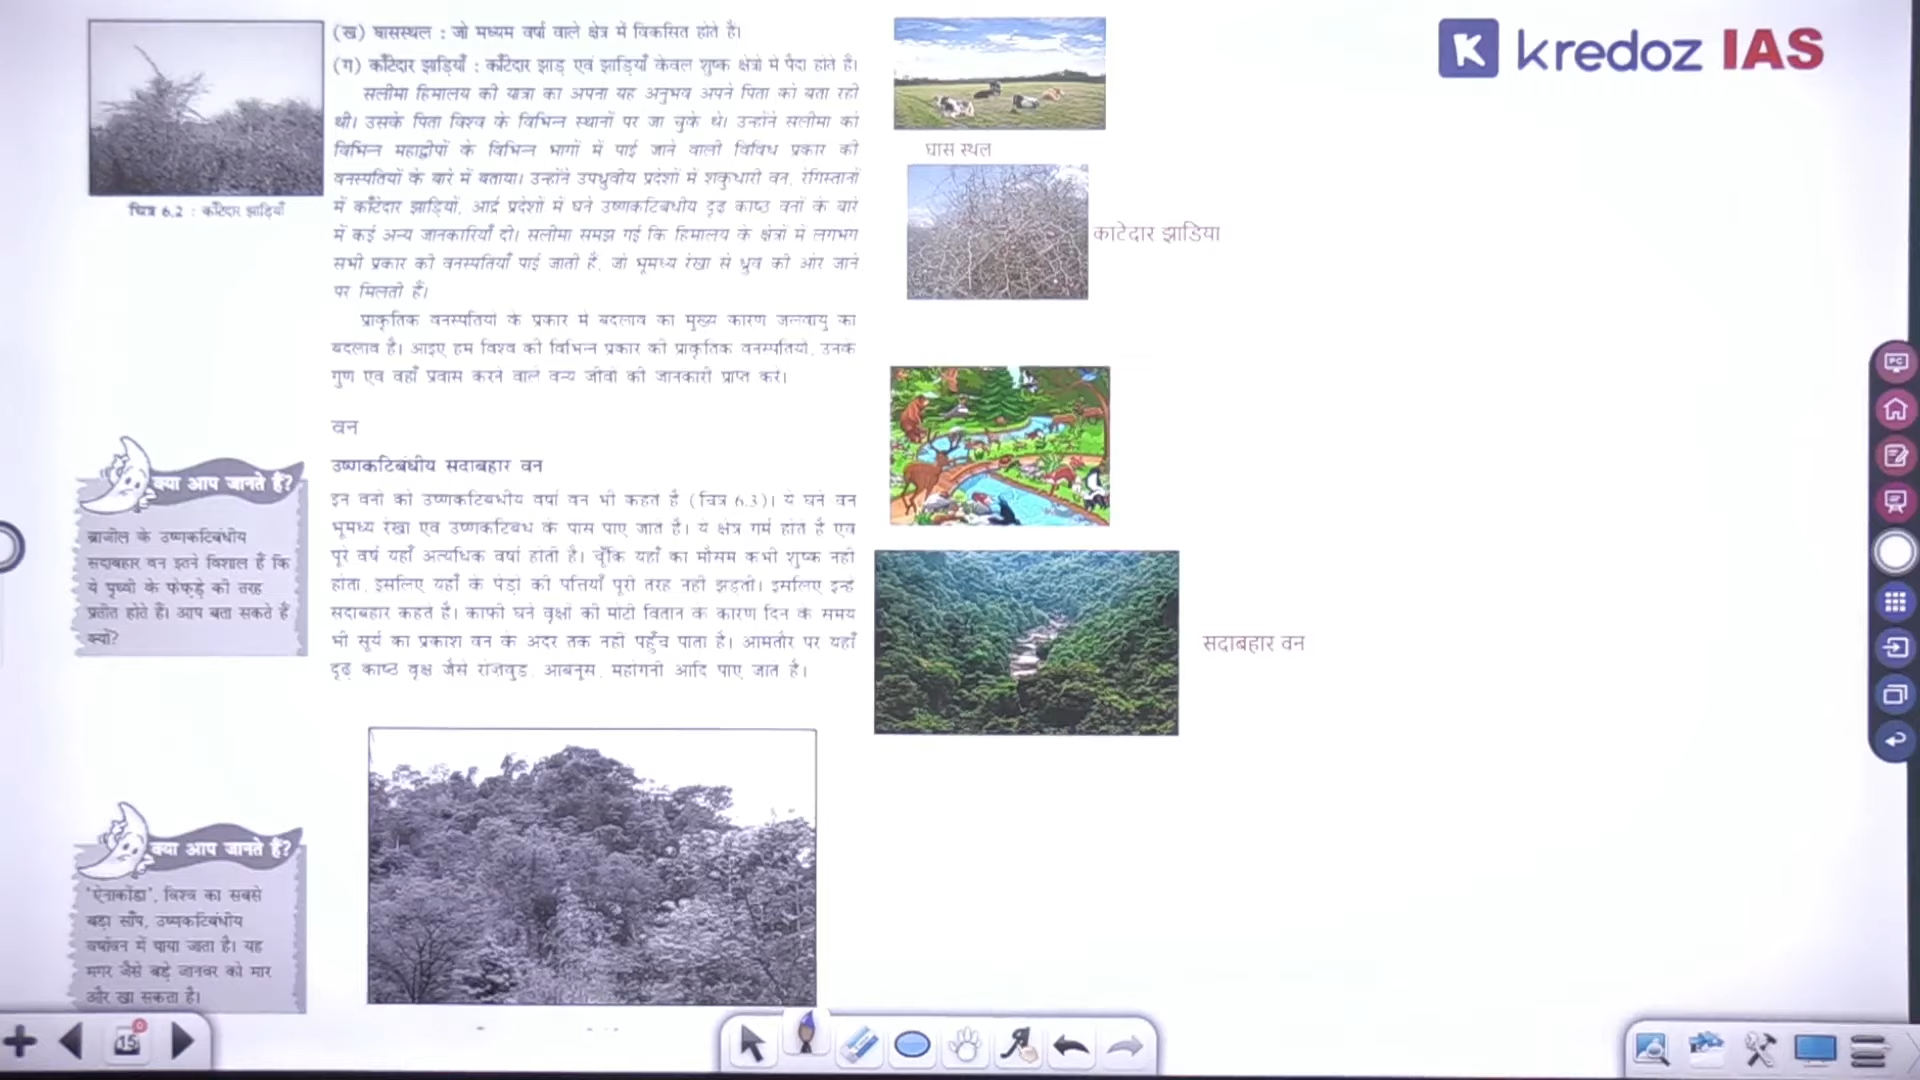 (ख) घासस्थल : जो मध्यम वर्षा वाले क्षेत्र में विकसित होते हैं।
(ग) काँटेदार झाड़ियाँ : काँटेदार झाड़ एवं झाड़ियाँ केवल शुष्क क्षेत्रों में पैदा होते हैं।
सलीमा हिमालय की यात्रा का अपना यह अनुभव अपने पिता को बता रही
थी। उसके पिता विश्व के विभिन्न स्थानों पर जा चुके थे। उन्होंने सलीमा को
विभिन्न महाद्वीपों के विभिन्न भागों में पाई जाने वाली विविध प्रकार की
वनस्पतियों के बारे में बताया। उन्होंने उपध्रुवीय प्रदेशों में शंकुधारी वन, रेगिस्तानों
में काँटेदार झाड़ियों, आर्द्र प्रदेशों में घने उष्णकटिबंधीय दृढ़ काष्ठ वनों के बारे
में कई अन्य जानकारियाँ दी। सलीमा समझ गई कि हिमालय के क्षेत्रों में लगभग
सभी प्रकार की वनस्पतियाँ पाई जाती हैं, जो भूमध्य रेखा से ध्रुव की ओर जाने
पर मिलती हैं।
प्राकृतिक वनस्पतियों के प्रकार में बदलाव का मुख्य कारण जलवायु का
बदलाव है। आइए हम विश्व की विभिन्न प्रकार की प्राकृतिक वनस्पतियों, उनके
गुण एवं वहाँ प्रवास करने वाले वन्य जीवों की जानकारी प्राप्त करें।
वन
उष्णकटिबंधीय सदाबहार वन
इन वनों को उष्णकटिबंधीय वर्षा वन भी कहते हैं (चित्र 6.3)। ये घने वन
भूमध्य रेखा एवं उष्णकटिबंध के पास पाए जाते हैं। ये क्षेत्र गर्म होते हैं एवं
पूरे वर्ष यहाँ अत्यधिक वर्षा होती है। चूँकि यहाँ का मौसम कभी शुष्क नहीं
होता, इसलिए यहाँ के पेड़ों की पत्तियाँ पूरी तरह नहीं झड़ती। इसलिए इन्हें
सदाबहार कहते हैं। काफी घने वृक्षों की मोटी वितान के कारण दिन के समय
भी सूर्य का प्रकाश वन के अंदर तक नहीं पहुँच पाता है। आमतौर पर यहाँ
दृढ़ काष्ठ वृक्ष जैसे रोज़वुड, आबनूस, महोगनी आदि पाए जाते हैं।
चित्र 6.2 : काँटेदार झाड़ियाँ
क्या आप जानते हैं?
ब्राजील के उष्णकटिबंधीय
सदाबहार वन इतने विशाल हैं कि
ये पृथ्वी के फेफड़े की तरह
प्रतीत होते हैं। आप बता सकते हैं
क्यों?
क्या आप जानते हैं?
'ऐनाकोंडा', विश्व का सबसे
बड़ा साँप, उष्णकटिबंधीय
वर्षावन में पाया जाता है। यह
मगर जैसे बड़े जानवर को मार
और खा सकता है।
घास स्थल
काटेदार झाडिया
सदाबहार वन
K kredoz IAS
PC
15
0